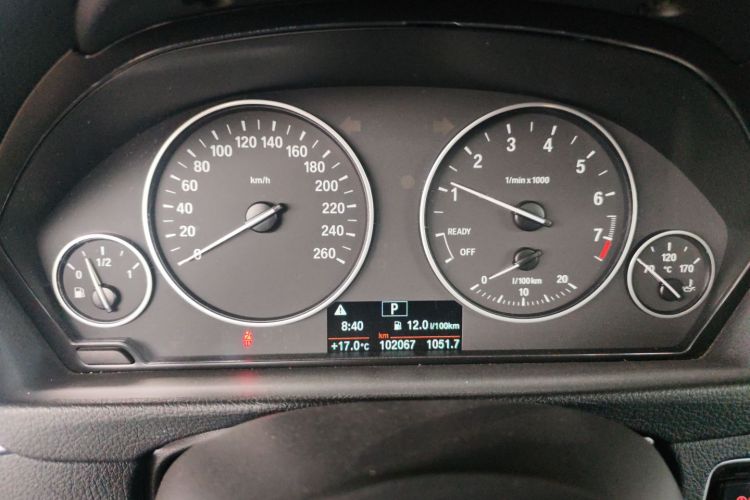 0 1/2 1
0 20 40 60 80 100 120 140 160 180 200 220 240 260
km/h
1 2 3 4 5 6 7
1/min x 1000
READY
OFF
0 10 20
l/100km
120
°C 170
P
8:40 12.0 l/100km
km
+17.0°C 102067 1051.7